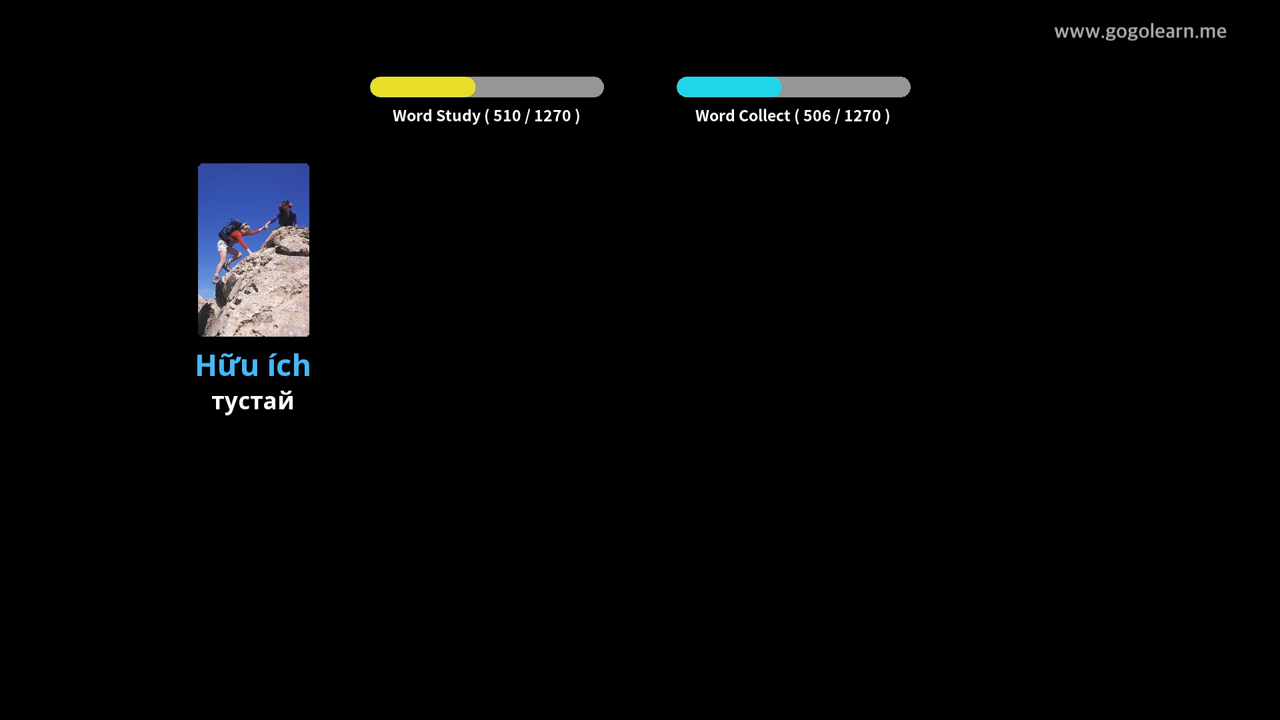 www.gogolearn.me
Word Study ( 510 / 1270 )
Word Collect ( 506 / 1270 )
Hữu ích
тустай